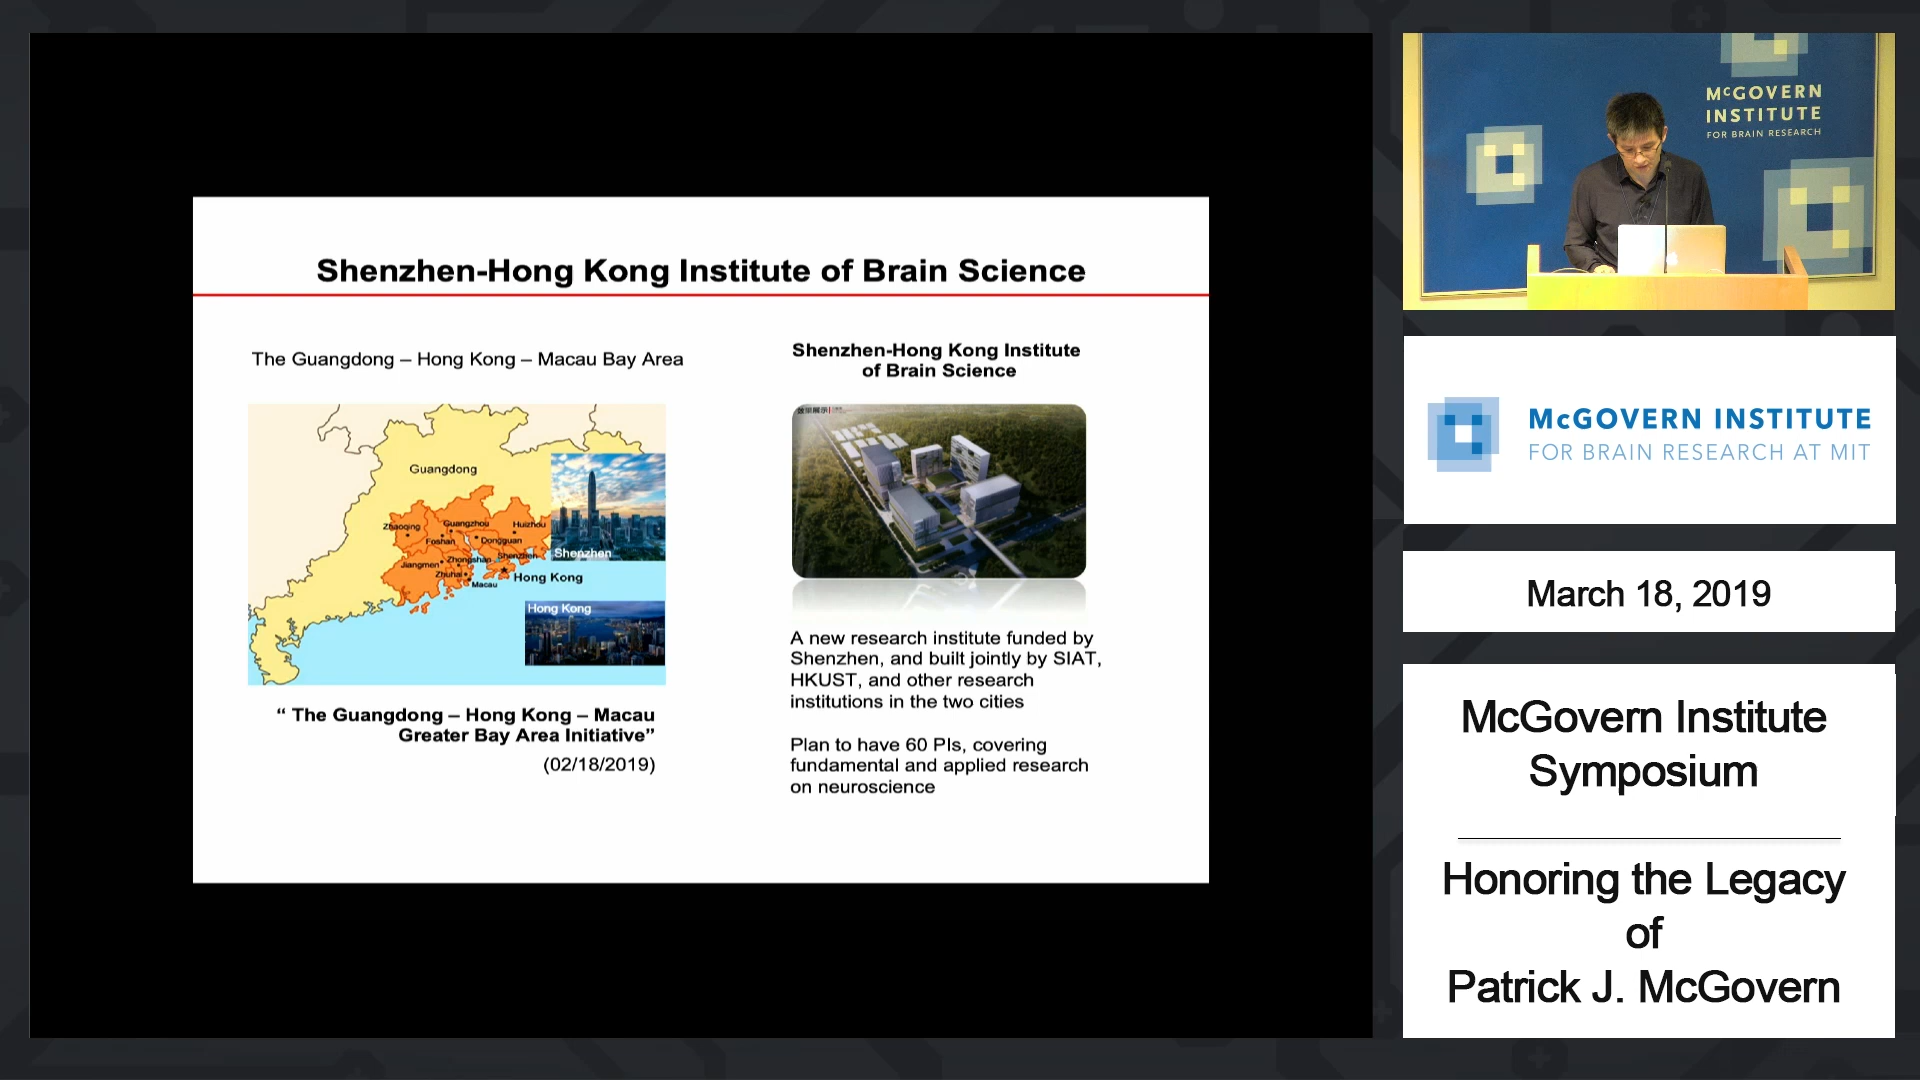 Shenzhen-Hong Kong Institute of Brain Science
The Guangdong – Hong Kong – Macau Bay Area
Guangdong
Zhaoqing
Guangzhou
Huizhou
Foshan
Dongguan
Jiangmen
Zhongshan
Shenzhen
Zhuhai
Macau
Hong Kong
Shenzhen
Hong Kong
“ The Guangdong – Hong Kong – Macau
Greater Bay Area Initiative”
(02/18/2019)
Shenzhen-Hong Kong Institute
of Brain Science
A new research institute funded by
Shenzhen, and built jointly by SIAT,
HKUST, and other research
institutions in the two cities
Plan to have 60 PIs, covering
fundamental and applied research
on neuroscience
McGOVERN
INSTITUTE
FOR BRAIN RESEARCH
McGOVERN INSTITUTE
FOR BRAIN RESEARCH AT MIT
March 18, 2019
McGovern Institute
Symposium
Honoring the Legacy
of
Patrick J. McGovern